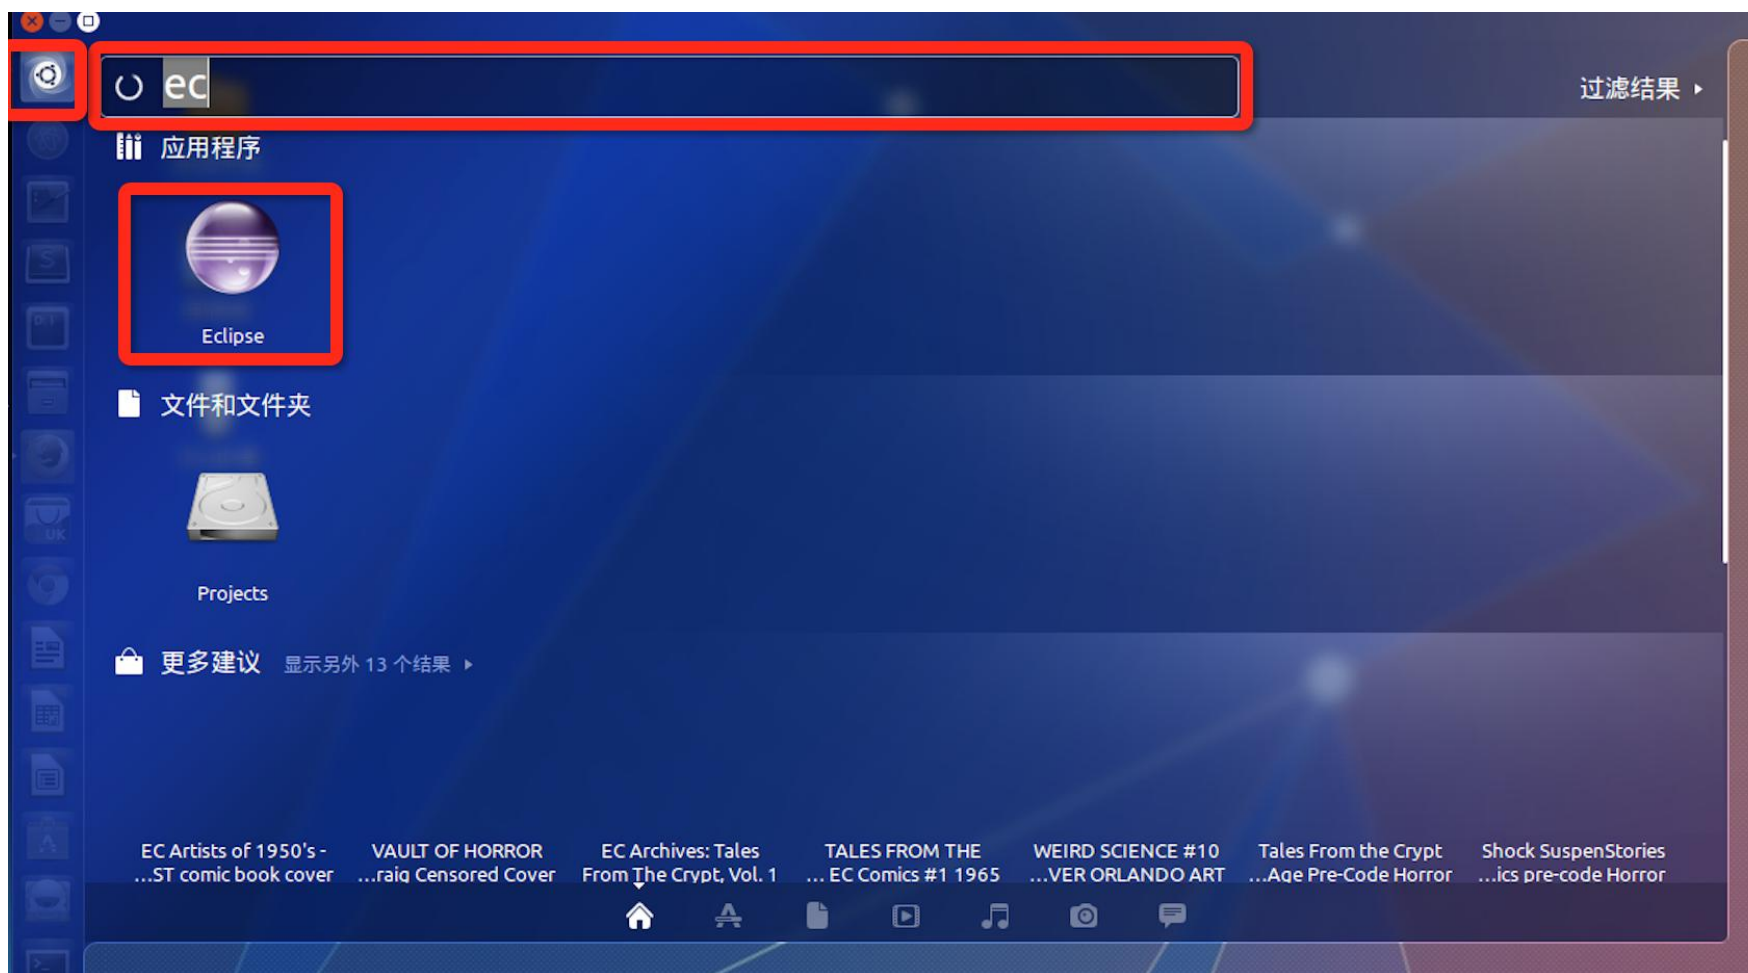 ec
过滤结果
应用程序
Eclipse
文件和文件夹
Projects
更多建议 显示另外 13 个结果
EC Artists of 1950's -
...ST comic book cover
VAULT OF HORROR
...raig Censored Cover
EC Archives: Tales
From The Crypt, Vol. 1
TALES FROM THE
... EC Comics #1 1965
WEIRD SCIENCE #10
...VER ORLANDO ART
Tales From the Crypt
...Age Pre-Code Horror
Shock SuspenStories
...ics pre-code Horror